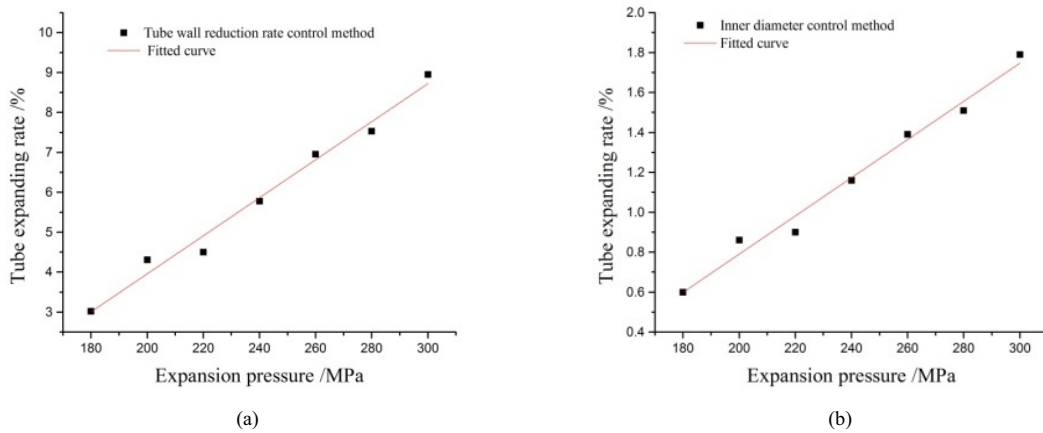 Tube wall reduction rate control method
Fitted curve
Tube expanding rate /%
10
9
8
7
6
5
4
3
180 200 220 240 260 280 300
Expansion pressure /MPa
(a)
Inner diameter control method
Fitted curve
Tube expanding rate /%
2.0
1.8
1.6
1.4
1.2
1.0
0.8
0.6
0.4
180 200 220 240 260 280 300
Expansion pressure /MPa
(b)